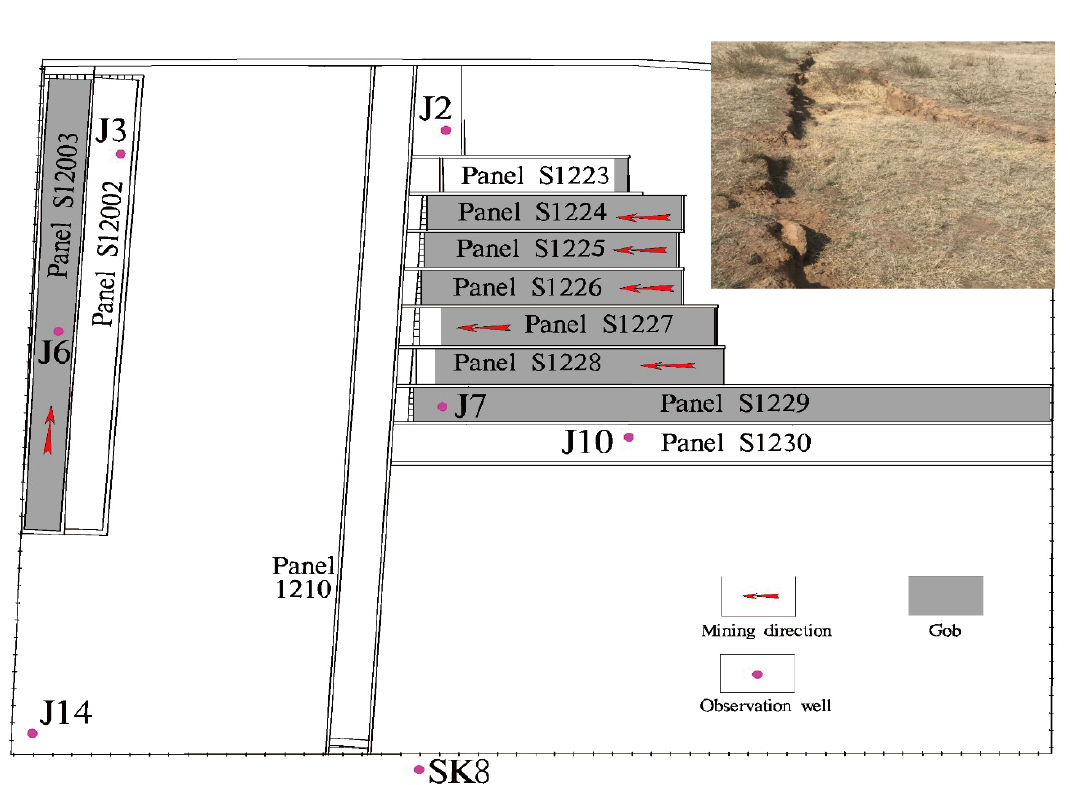 J2
J3
Panel S12003
Panel S12002
Panel S1223
Panel S1224
Panel S1225
Panel S1226
Panel S1227
J6
Panel S1228
J7
Panel S1229
J10
Panel S1230
Panel
1210
Mining direction
Gob
Observation well
J14
SK8